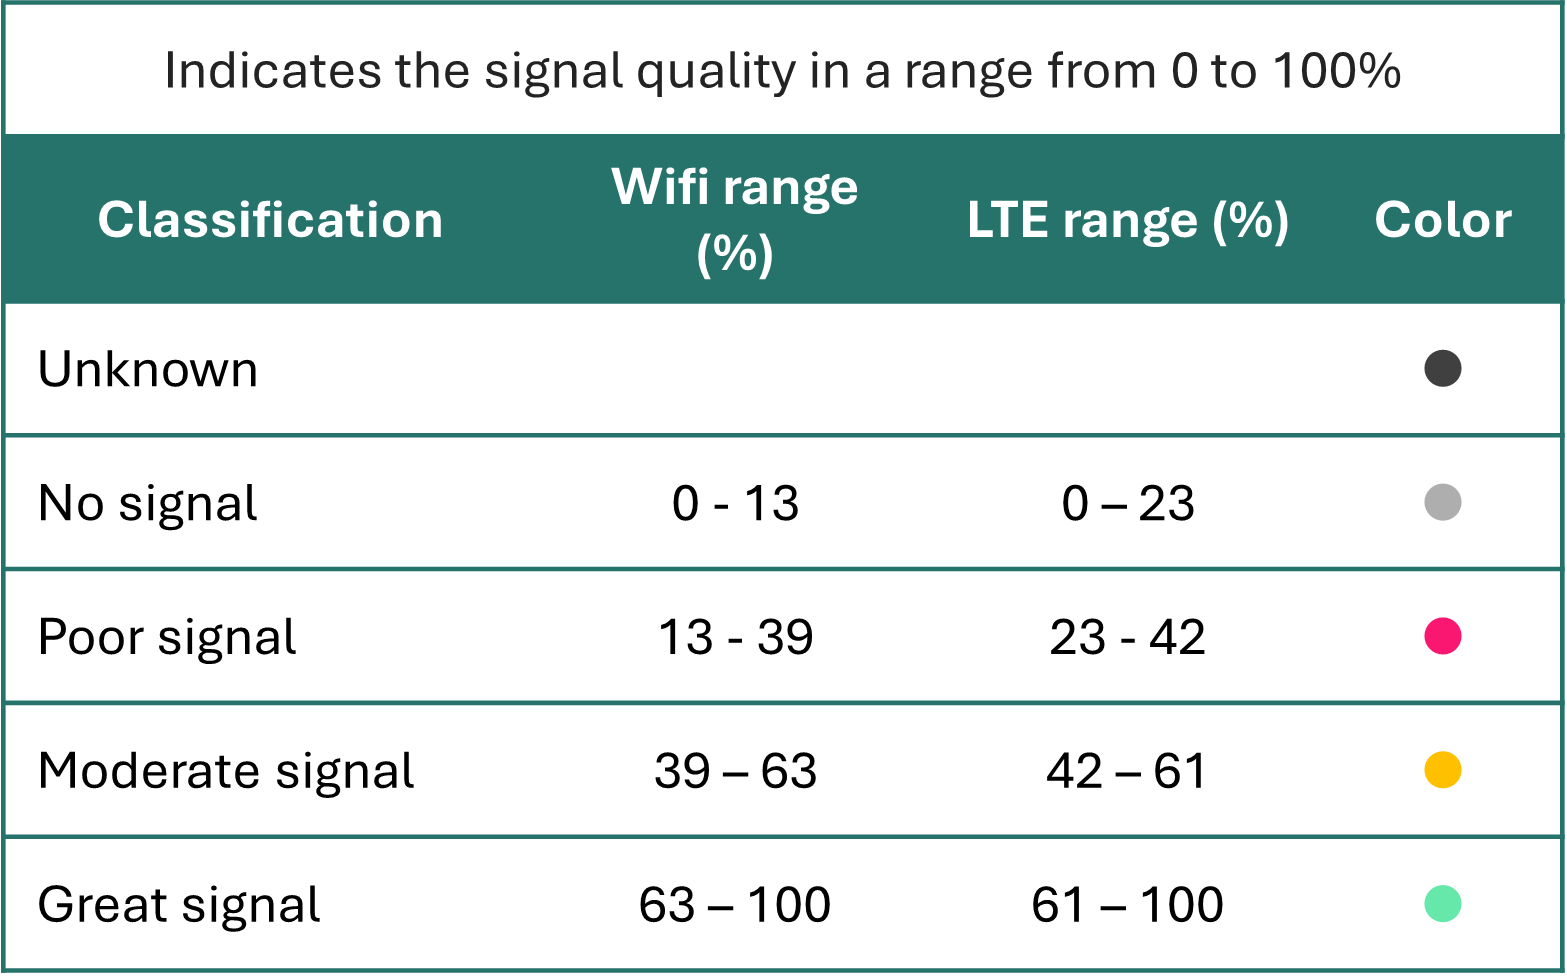 Indicates the signal quality in a range from 0 to 100%
Classification
Wifi range
(%)
LTE range (%)
Color
Unknown
No signal
0 - 13
0 – 23
Poor signal
13 - 39
23 - 42
Moderate signal
39 – 63
42 – 61
Great signal
63 – 100
61 – 100